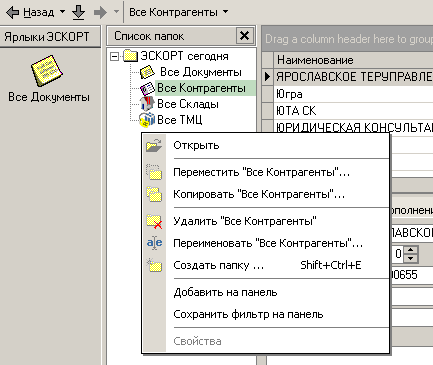 Назад
Все Контрагенты
Ярлыки ЭСКОРТ
Все Документы
Список папок
ЭСКОРТ сегодня
Все Документы
Все Контрагенты
Все Склады
Все ТМЦ
Drag a column header here to group
Наименование
ЯРОСЛАВСКОЕ ТЕРУПРАВЛЕ
Югра
ЮТА СК
ЮРИДИЧЕСКАЯ КОНСУЛЬТА
Открыть
Переместить "Все Контрагенты"...
Копировать "Все Контрагенты"...
Удалить "Все Контрагенты"
Переименовать "Все Контрагенты"...
Создать папку ... Shift+Ctrl+E
Добавить на панель
Сохранить фильтр на панель
Свойства
ополнени
ЛАВСКОЕ
0
00655